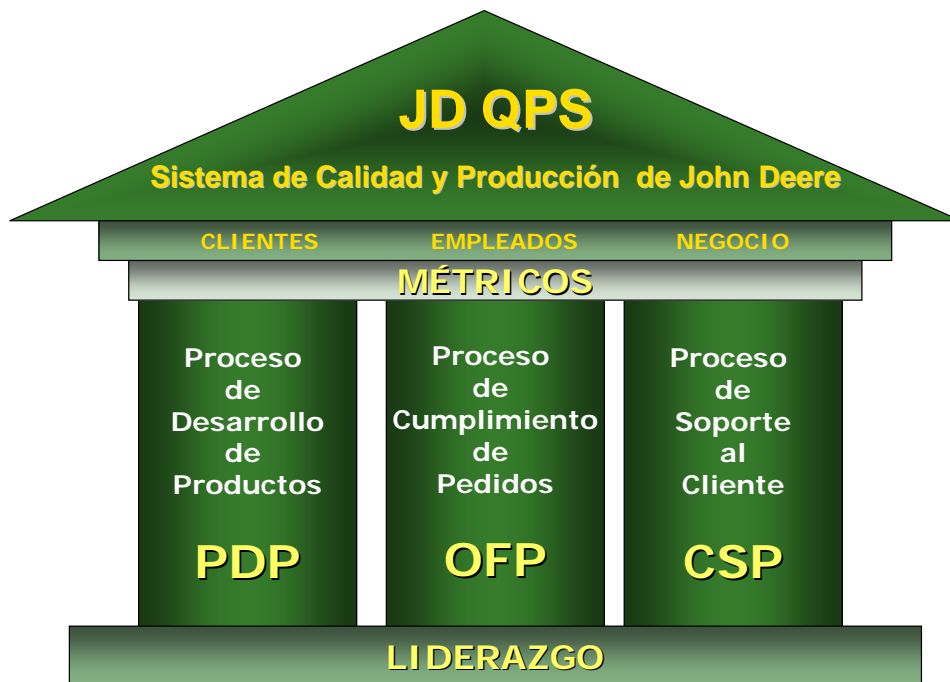 JD QPS
Sistema de Calidad y Producción de John Deere
CLIENTES EMPLEADOS NEGOCIO
MÉTRICOS
Proceso
de
Desarrollo
de
Productos
PDP
Proceso
de
Cumplimiento
de
Pedidos
OFP
Proceso
de
Soporte
al
Cliente
CSP
LIDERAZGO